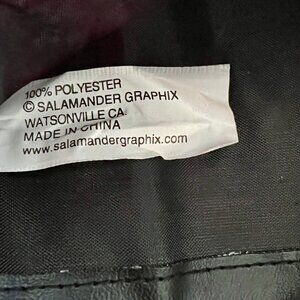 100% POLYESTER
© SALAMANDER GRAPHIX
WATSONVILLE CA.
MADE IN CHINA
www.salamandergraphix.com